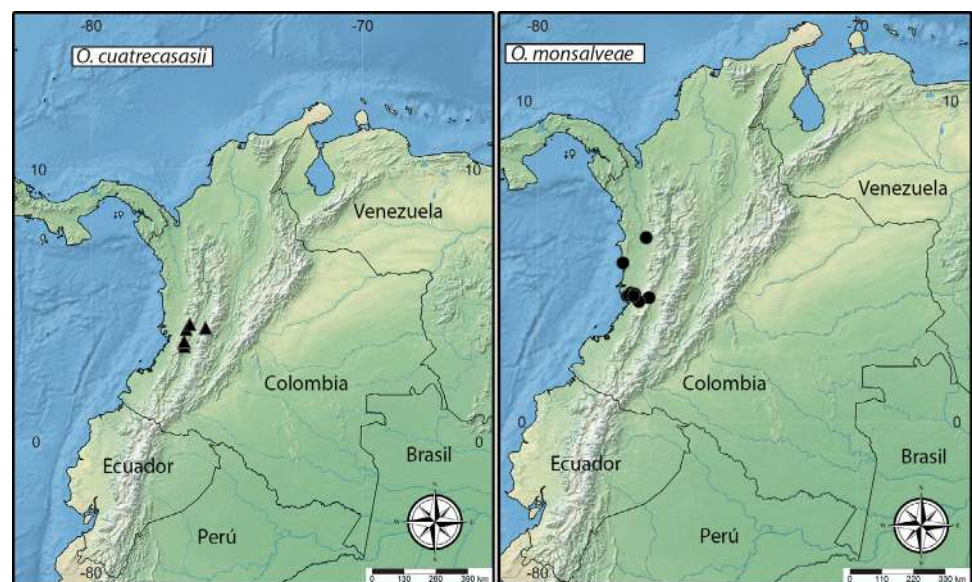 -80
-70
O. cuatrecasasii
10
10
Venezuela
Colombia
0
0
Ecuador
Brasil
Perú
N
E
S
W
-80
0 130 260 390 km
-80
-70
O. monsalveae
10
10
Venezuela
Colombia
0
0
Ecuador
Brasil
Perú
N
E
S
W
-80
0 110 220 330 km